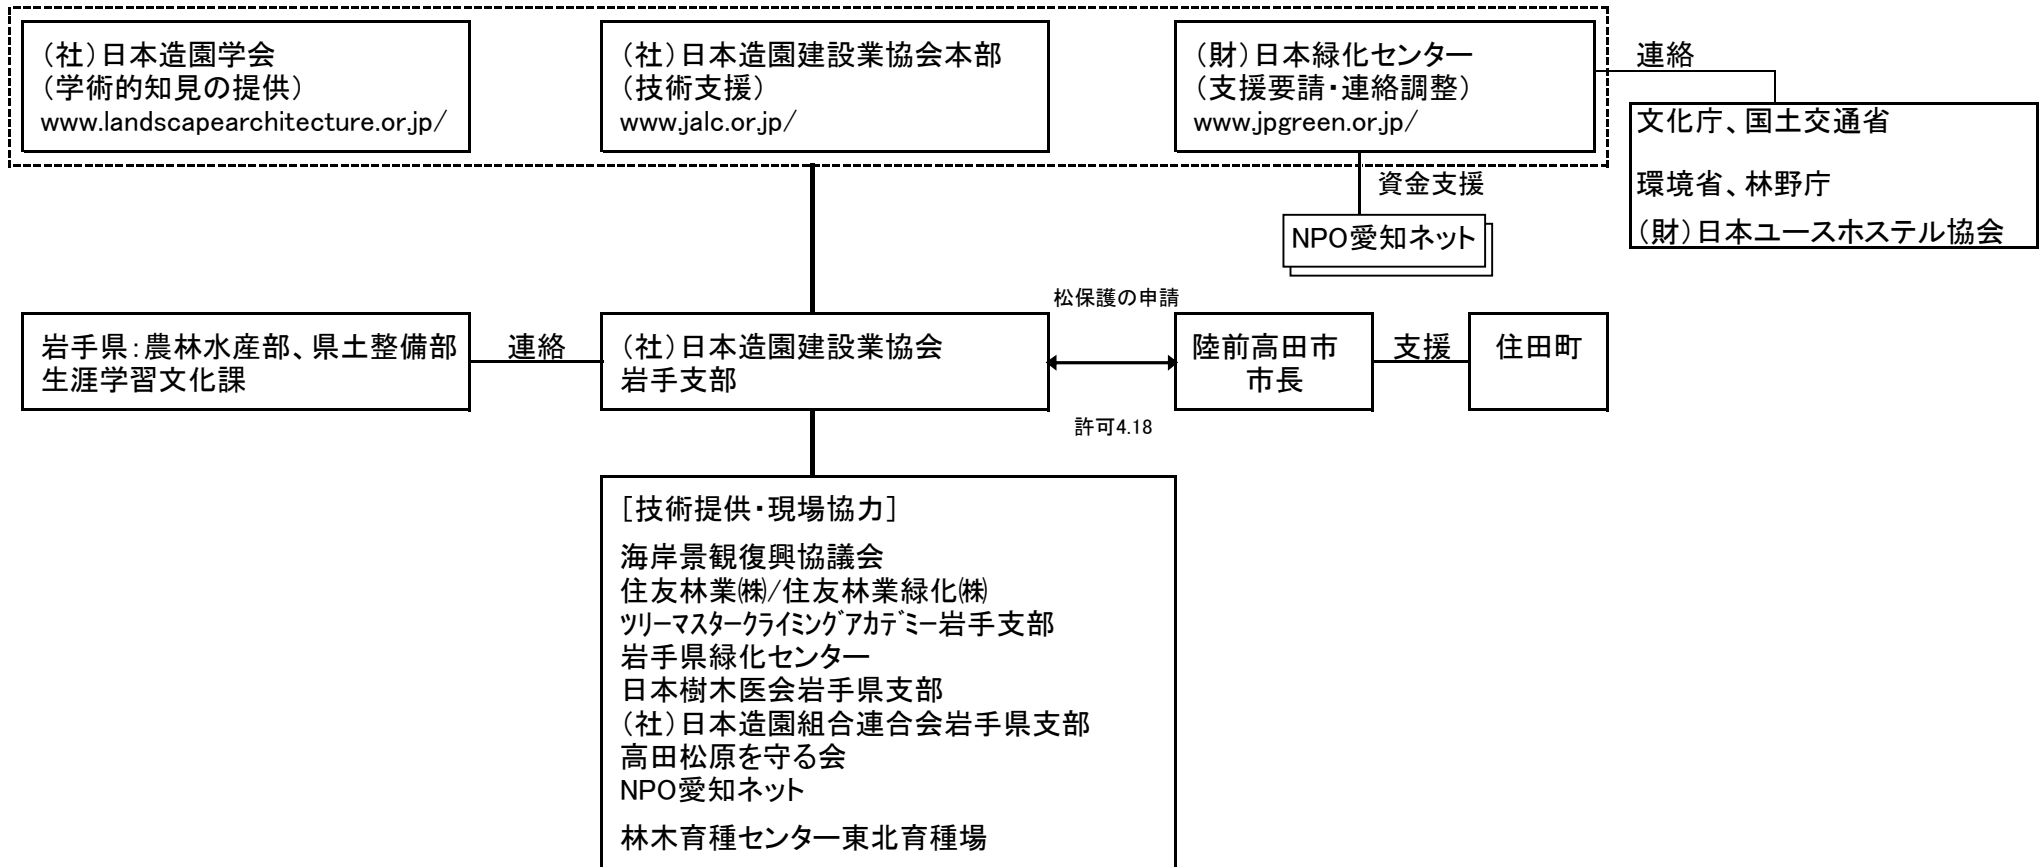 (社)日本造園学会
(学術的知見の提供)
www.landscapearchitecture.or.jp/
(社)日本造園建設業協会本部
(技術支援)
www.jalc.or.jp/
(財)日本緑化センター
(支援要請・連絡調整)
www.jpgreen.or.jp/
連絡
文化庁、国土交通省
環境省、林野庁
(財)日本ユースホステル協会
資金支援
NPO愛知ネット
岩手県:農林水産部、県土整備部
生涯学習文化課
連絡
(社)日本造園建設業協会
岩手支部
松保護の申請
許可4.18
陸前高田市
市長
支援
住田町
[技術提供・現場協力]
海岸景観復興協議会
住友林業㈱/住友林業緑化㈱
ﾂﾘｰﾏｽﾀｰｸﾗｲﾐﾝｸﾞｱｶﾃﾞﾐｰ岩手支部
岩手県緑化センター
日本樹木医会岩手県支部
(社)日本造園組合連合会岩手県支部
高田松原を守る会
NPO愛知ネット
林木育種センター東北育種場